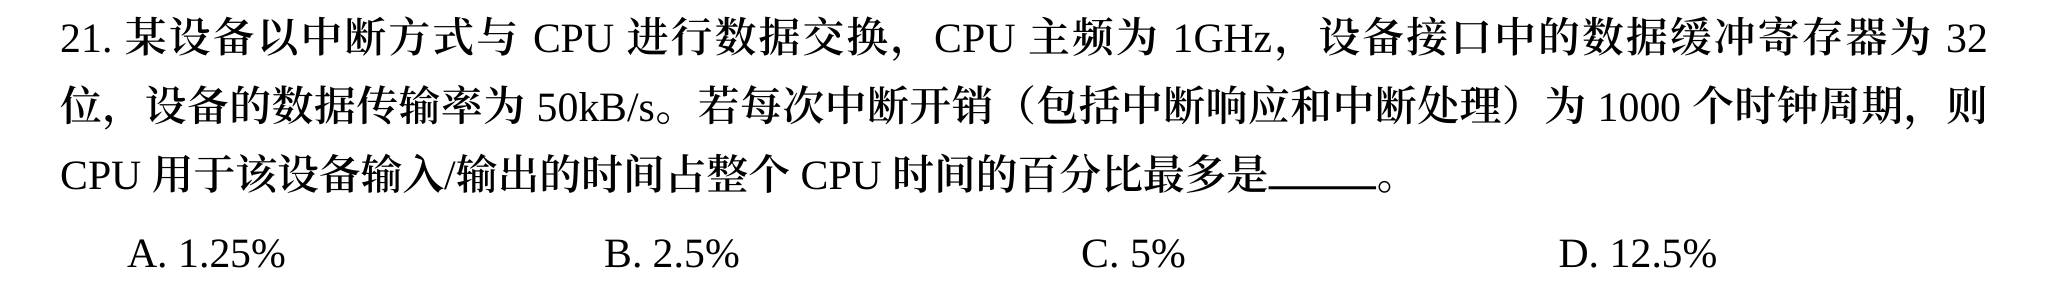 21. 某设备以中断方式与 CPU 进行数据交换，CPU 主频为 1GHz，设备接口中的数据缓冲寄存器为 32
位，设备的数据传输率为 50kB/s。若每次中断开销（包括中断响应和中断处理）为 1000 个时钟周期，则
CPU 用于该设备输入/输出的时间占整个 CPU 时间的百分比最多是_____。
A. 1.25% B. 2.5% C. 5% D. 12.5%